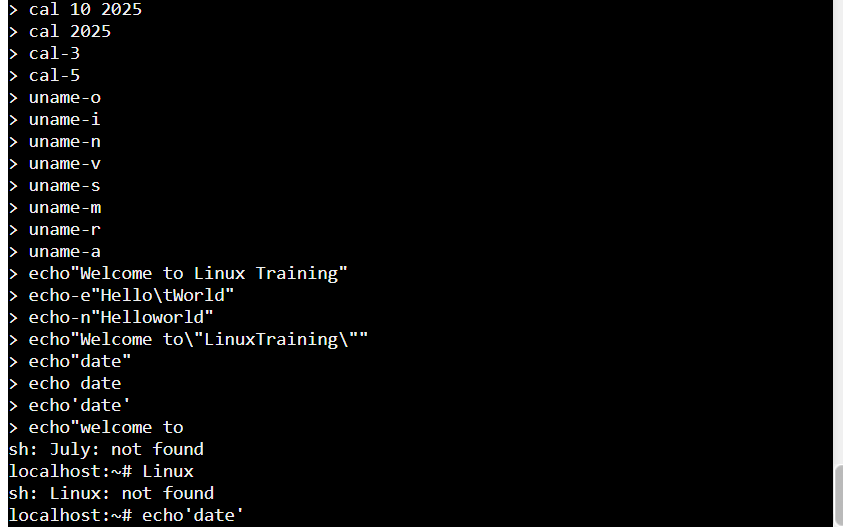 > cal 10 2025
> cal 2025
> cal-3
> cal-5
> uname-o
> uname-i
> uname-n
> uname-v
> uname-s
> uname-m
> uname-r
> uname-a
> echo"Welcome to Linux Training"
> echo-e"Hello\tWorld"
> echo-n"Helloworld"
> echo"Welcome to\"LinuxTraining\""
> echo"date"
> echo date
> echo'date'
> echo"welcome to
sh: July: not found
localhost:~# Linux
sh: Linux: not found
localhost:~# echo'date'